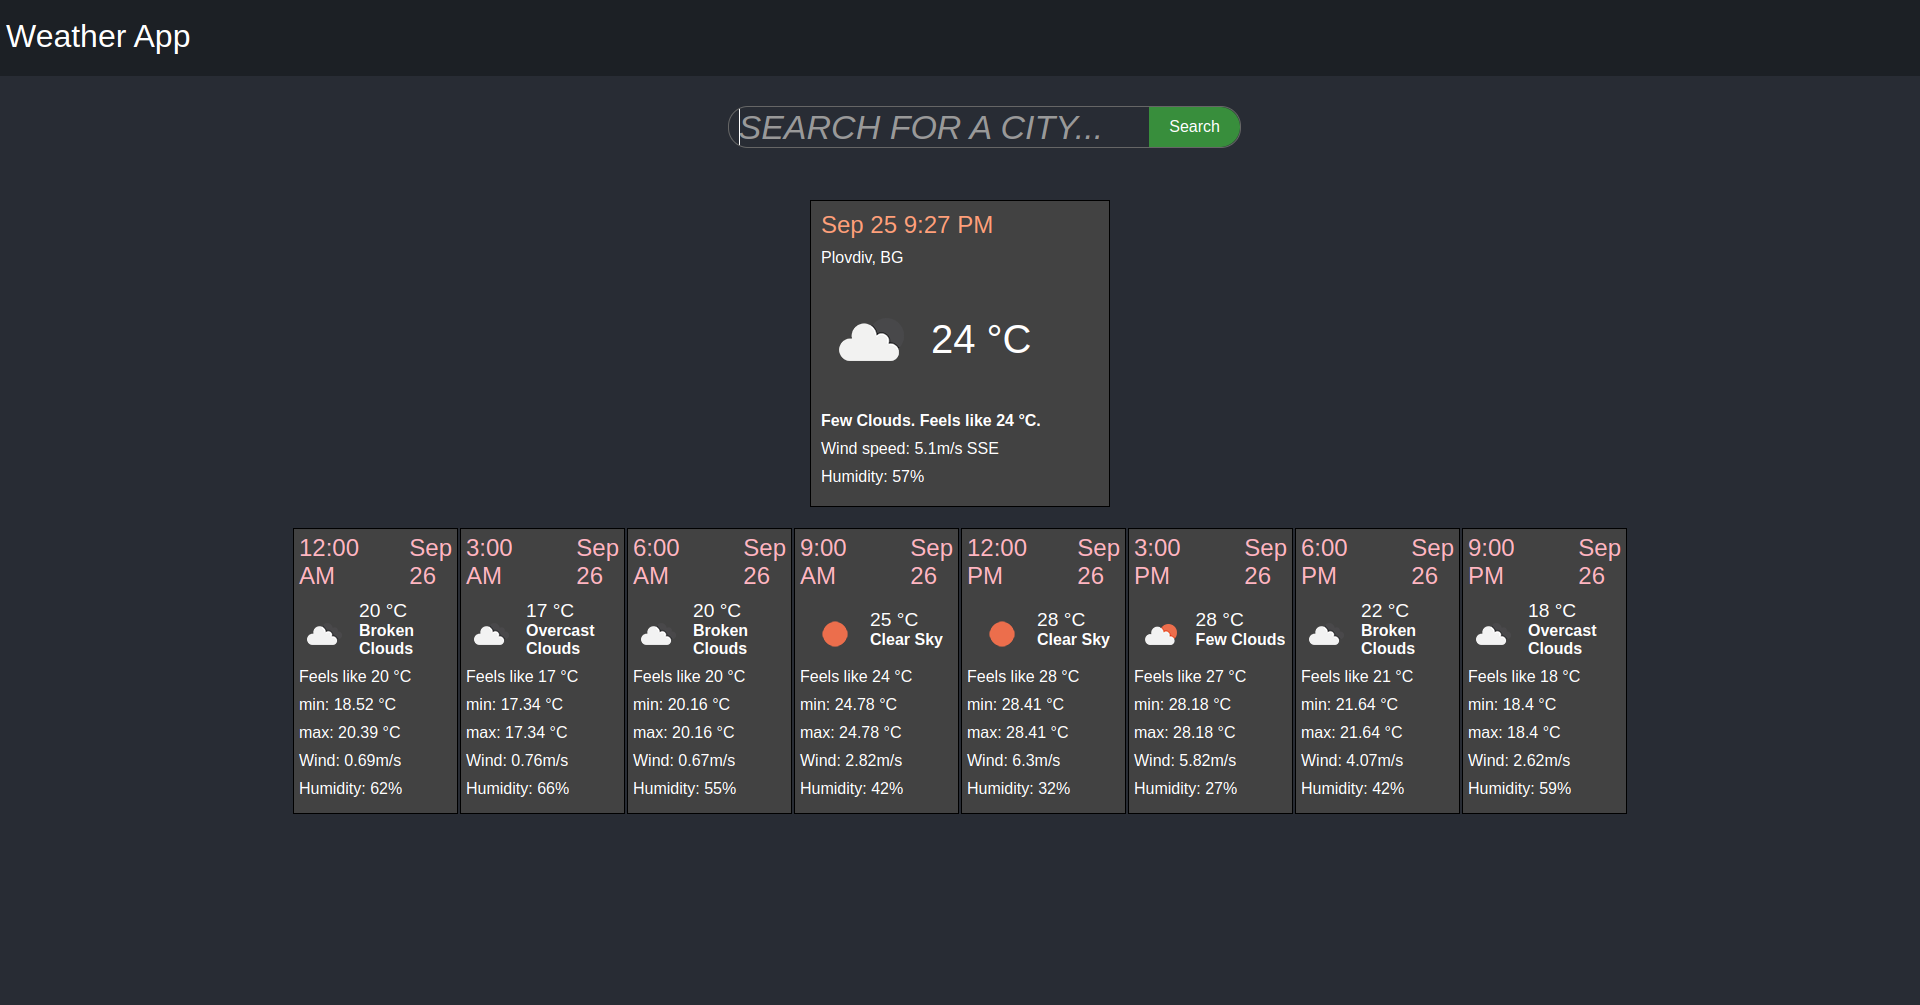 Weather App
SEARCH FOR A CITY...
Search
Sep 25 9:27 PM
Plovdiv, BG
24 °C
Few Clouds. Feels like 24 °C.
Wind speed: 5.1m/s SSE
Humidity: 57%
12:00 AM
Sep 26
20 °C
Broken
Clouds
Feels like 20 °C
min: 18.52 °C
max: 20.39 °C
Wind: 0.69m/s
Humidity: 62%
3:00 AM
Sep 26
17 °C
Overcast
Clouds
Feels like 17 °C
min: 17.34 °C
max: 17.34 °C
Wind: 0.76m/s
Humidity: 66%
6:00 AM
Sep 26
20 °C
Broken
Clouds
Feels like 20 °C
min: 20.16 °C
max: 20.16 °C
Wind: 0.67m/s
Humidity: 55%
9:00 AM
Sep 26
25 °C
Clear Sky
Feels like 24 °C
min: 24.78 °C
max: 24.78 °C
Wind: 2.82m/s
Humidity: 42%
12:00 PM
Sep 26
28 °C
Clear Sky
Feels like 28 °C
min: 28.41 °C
max: 28.41 °C
Wind: 6.3m/s
Humidity: 32%
3:00 PM
Sep 26
28 °C
Few Clouds
Feels like 27 °C
min: 28.18 °C
max: 28.18 °C
Wind: 5.82m/s
Humidity: 27%
6:00 PM
Sep 26
22 °C
Broken
Clouds
Feels like 21 °C
min: 21.64 °C
max: 21.64 °C
Wind: 4.07m/s
Humidity: 42%
9:00 PM
Sep 26
18 °C
Overcast
Clouds
Feels like 18 °C
min: 18.4 °C
max: 18.4 °C
Wind: 2.62m/s
Humidity: 59%